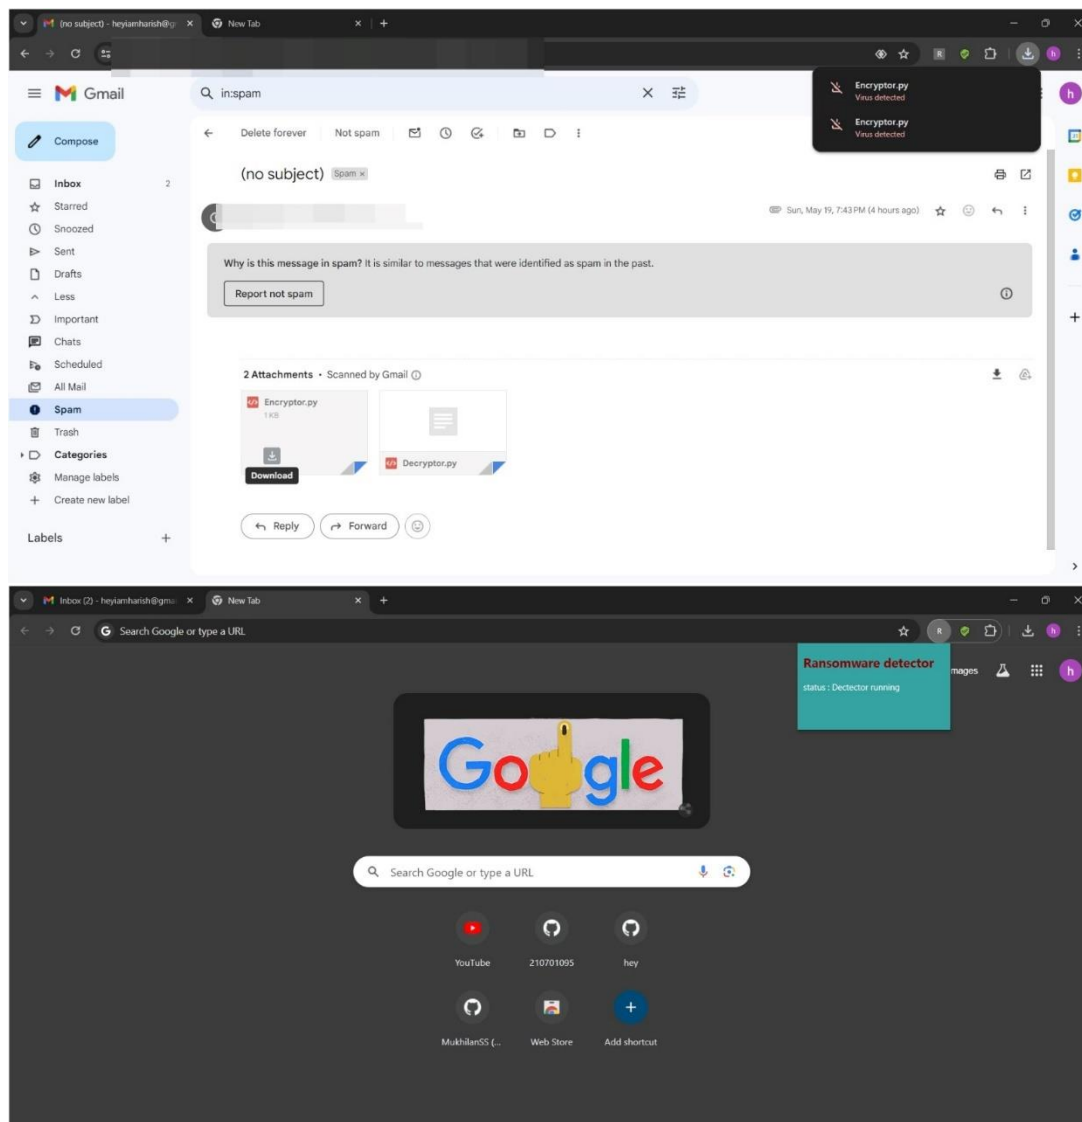 (no subject) - heyiamharish@g
New Tab
Encryptor.py
Virus detected
Encryptor.py
Virus detected
Gmail
in:spam
h
Compose
Delete forever
Not spam
(no subject)
Spam ×
Inbox 2
Starred
Snoozed
Sent
Drafts
Less
Important
Chats
Scheduled
All Mail
Spam
Trash
Categories
Manage labels
Create new label
Labels
Sun, May 19, 7:43 PM (4 hours ago)
Why is this message in spam? It is similar to messages that were identified as spam in the past.
Report not spam
2 Attachments • Scanned by Gmail
Encryptor.py
1 KB
Download
Decryptor.py
Reply
Forward
Inbox (2) - heyiamharish@gma
New Tab
Search Google or type a URL
R
h
Ransomware detector
status : Dectector running
mages
h
Google
Search Google or type a URL
YouTube
210701095
hey
MukhilanSS (...
Web Store
Add shortcut